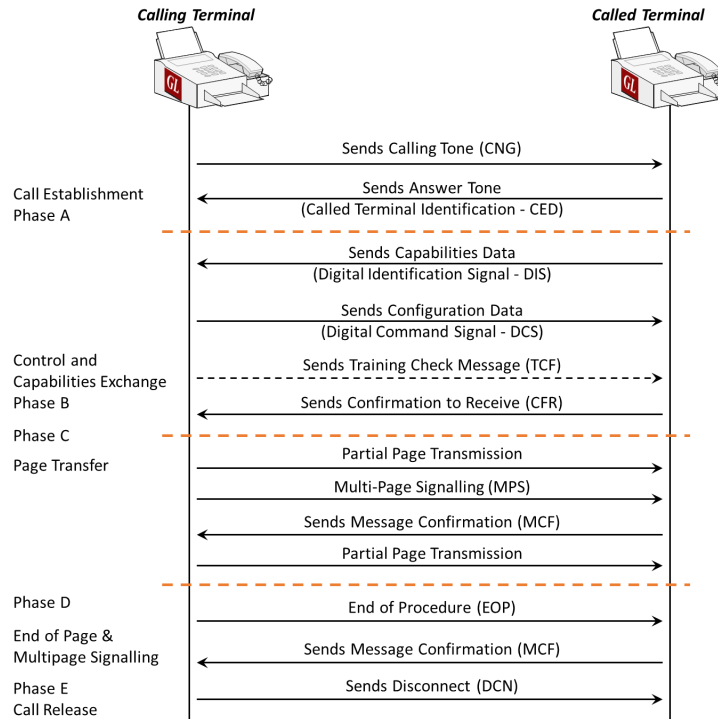 Calling Terminal
Called Terminal
GL
GL
Sends Calling Tone (CNG)
Call Establishment
Phase A
Sends Answer Tone
(Called Terminal Identification - CED)
Sends Capabilities Data
(Digital Identification Signal - DIS)
Sends Configuration Data
(Digital Command Signal - DCS)
Control and
Capabilities Exchange
Phase B
Sends Training Check Message (TCF)
Sends Confirmation to Receive (CFR)
Phase C
Page Transfer
Partial Page Transmission
Multi-Page Signalling (MPS)
Sends Message Confirmation (MCF)
Partial Page Transmission
Phase D
End of Procedure (EOP)
End of Page &
Multipage Signalling
Sends Message Confirmation (MCF)
Phase E
Call Release
Sends Disconnect (DCN)